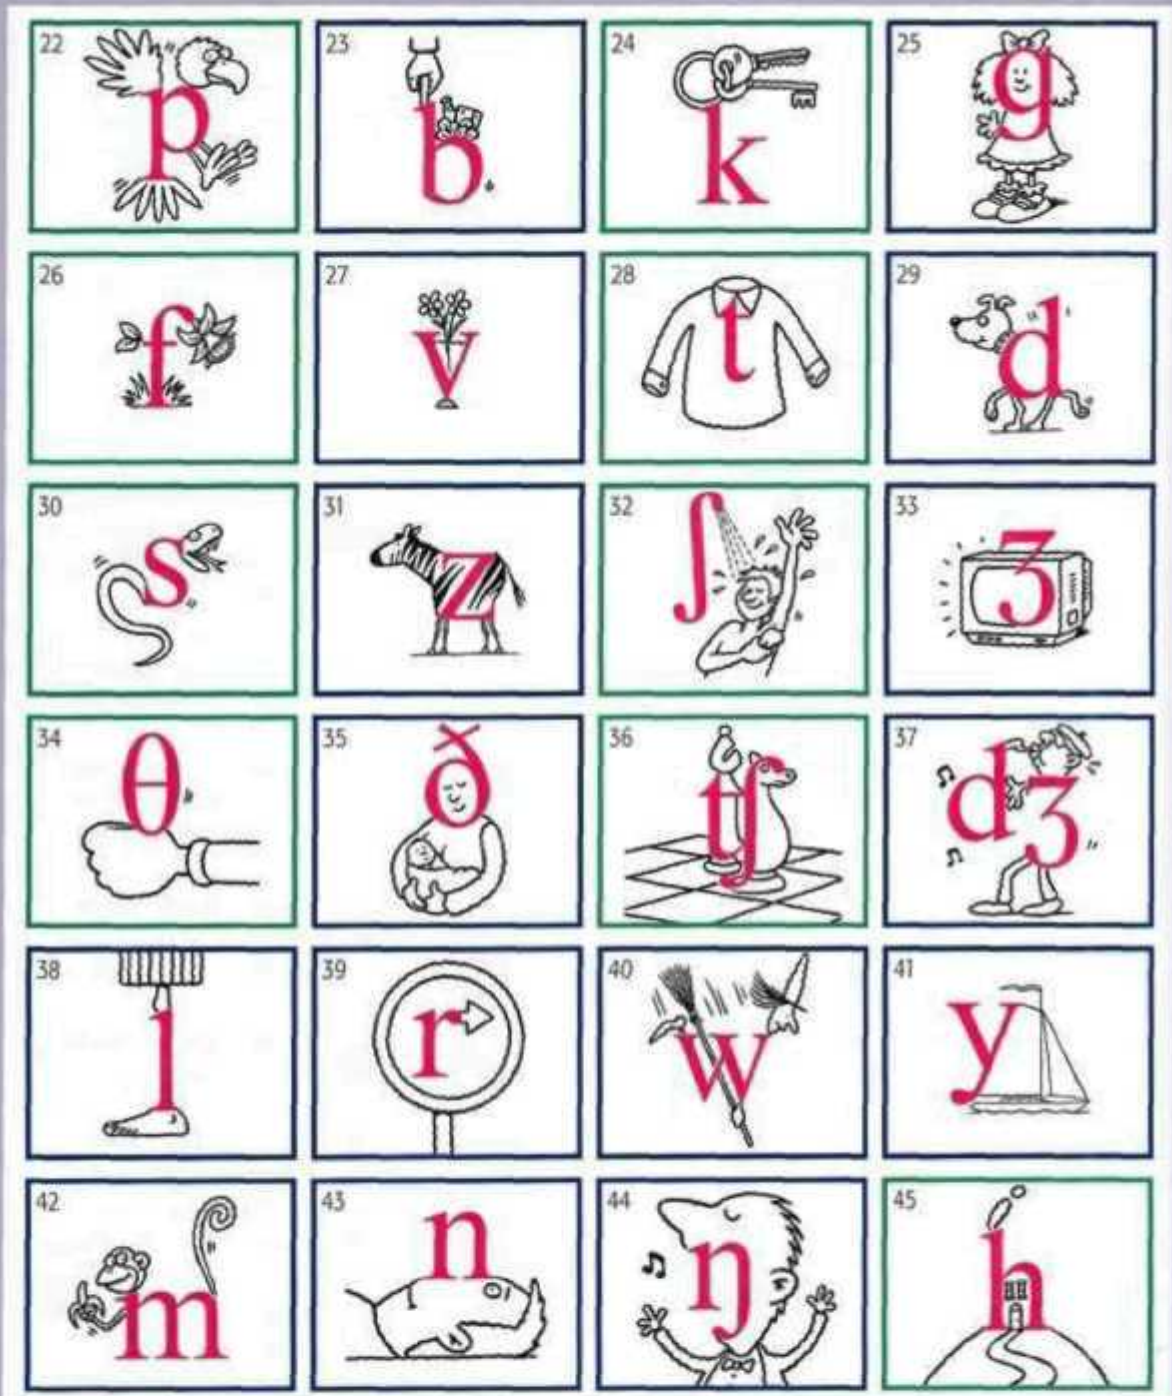 22 23 24 25
p b k g
26 27 28 29
f v t d
30 31 32 33
s z ʃ ʒ
34 35 36 37
θ ð tʃ dʒ
38 39 40 41
l r w y
42 43 44 45
m n ŋ h